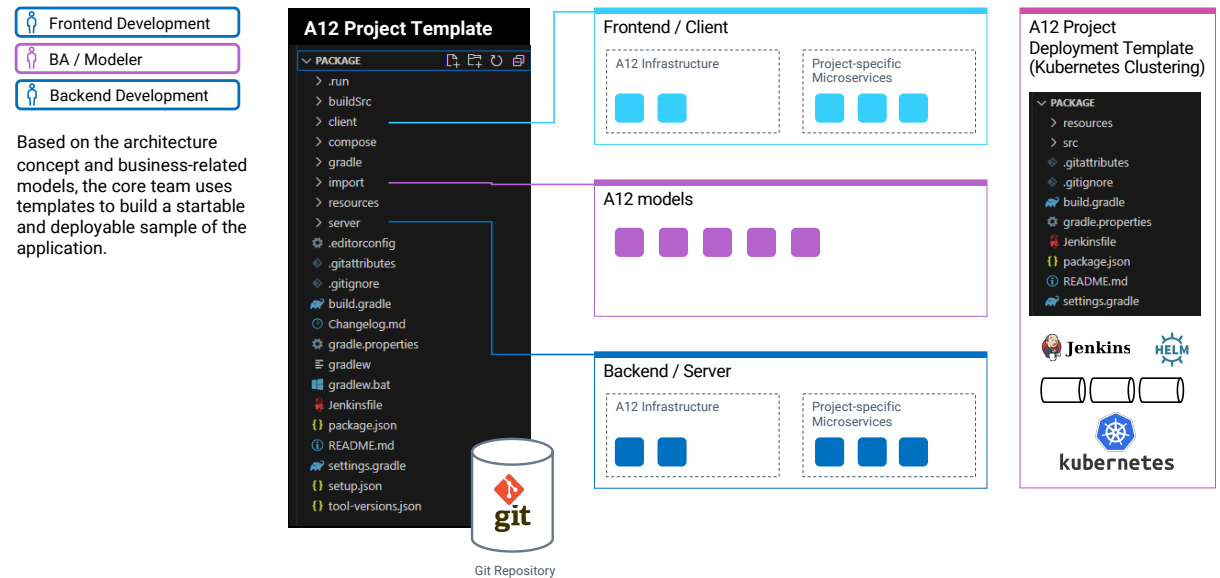 Frontend Development
BA / Modeler
Backend Development
Based on the architecture
concept and business-related
models, the core team uses
templates to build a startable
and deployable sample of the
application.
A12 Project Template
PACKAGE
.run
buildSrc
client
compose
gradle
import
resources
server
.editorconfig
.gitattributes
.gitignore
build.gradle
Changelog.md
gradle.properties
gradlew
gradlew.bat
Jenkinsfile
package.json
README.md
settings.gradle
setup.json
tool-versions.json
git
Git Repository
Frontend / Client
A12 Infrastructure
Project-specific
Microservices
A12 models
Backend / Server
A12 Infrastructure
Project-specific
Microservices
A12 Project
Deployment Template
(Kubernetes Clustering)
PACKAGE
resources
src
.gitattributes
.gitignore
build.gradle
gradle.properties
Jenkinsfile
package.json
README.md
settings.gradle
Jenkins
HELM
kubernetes